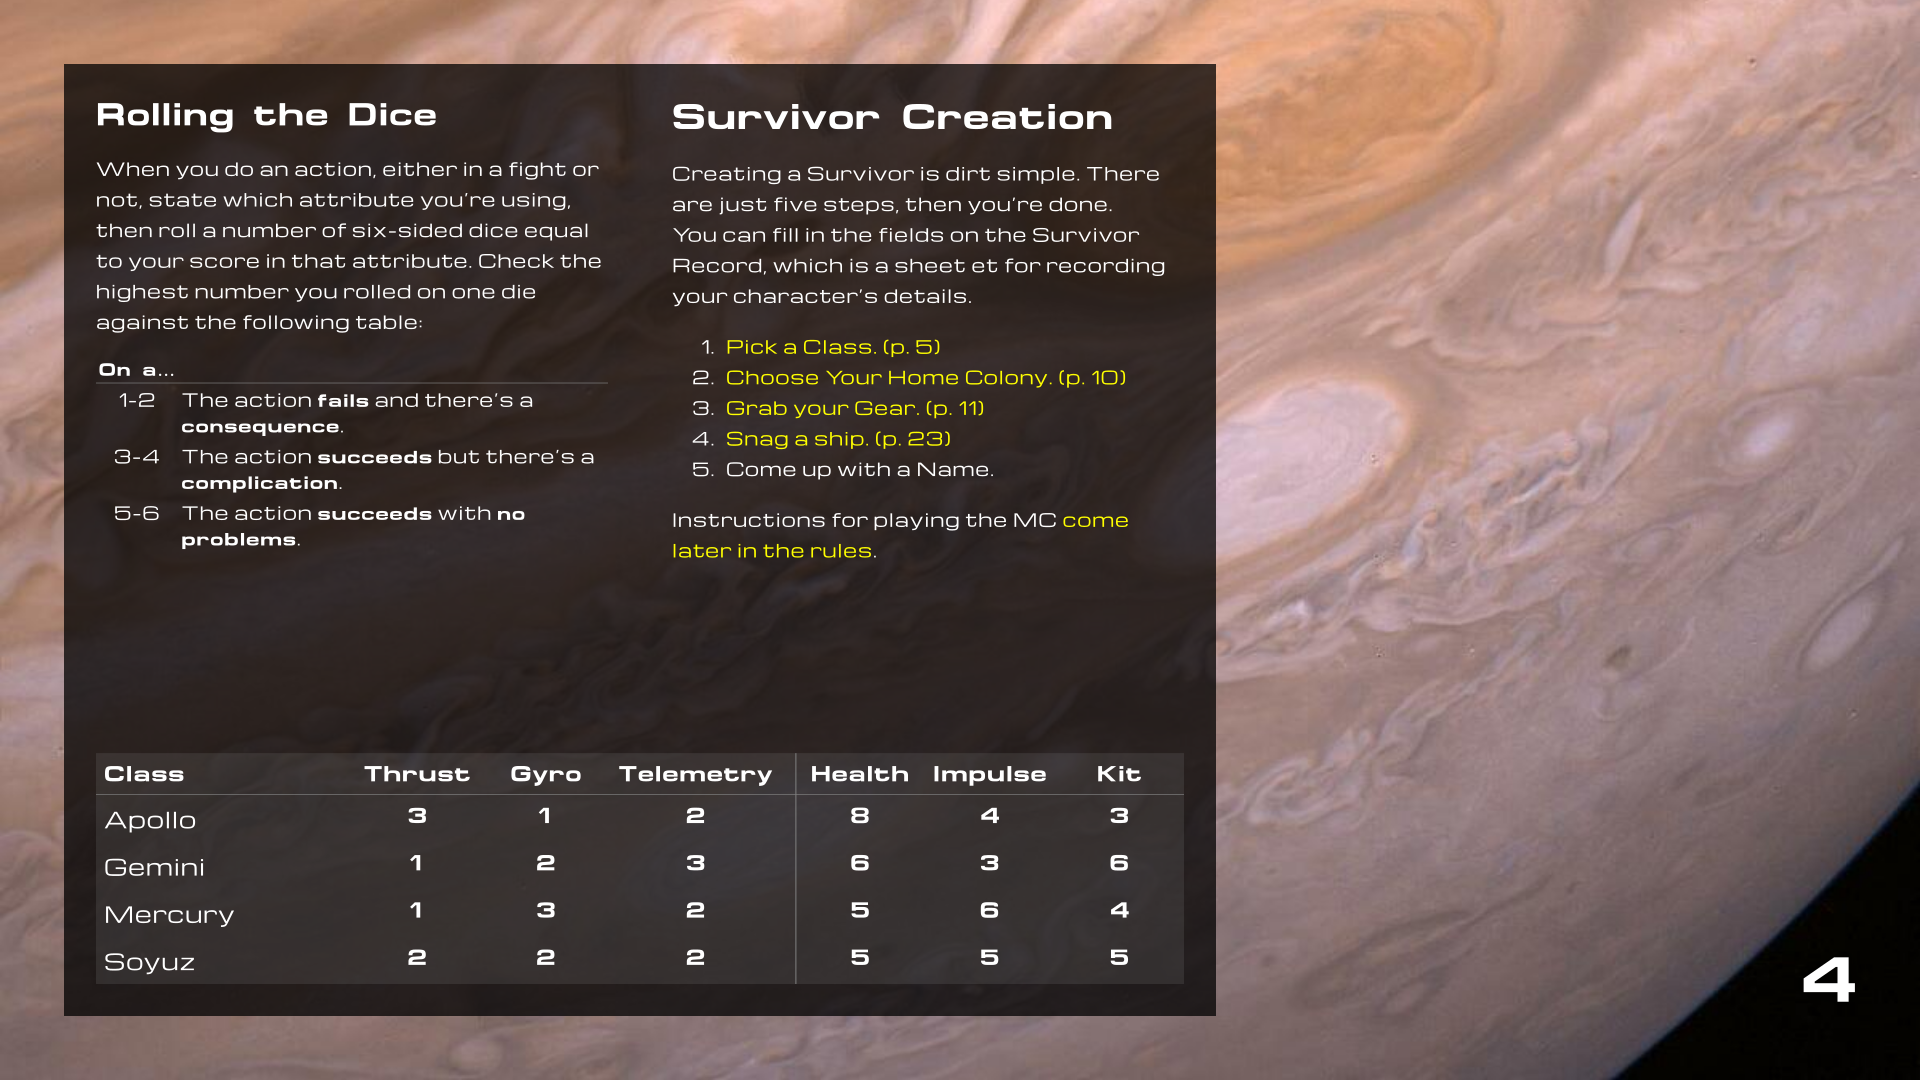 Rolling the Dice
When you do an action, either in a fight or
not, state which attribute you're using,
then roll a number of six-sided dice equal
to your score in that attribute. Check the
highest number you rolled on one die
against the following table:
On a...
1-2 The action fails and there's a
consequence.
3-4 The action succeeds but there's a
complication.
5-6 The action succeeds with no
problems.
Survivor Creation
Creating a Survivor is dirt simple. There
are just five steps, then you're done.
You can fill in the fields on the Survivor
Record, which is a sheet et for recording
your character's details.
1. Pick a Class. (p. 5)
2. Choose Your Home Colony. (p. 10)
3. Grab your Gear. (p. 11)
4. Snag a ship. (p. 23)
5. Come up with a Name.
Instructions for playing the MC come
later in the rules.
Class Thrust Gyro Telemetry Health Impulse Kit
Apollo 3 1 2 8 4 3
Gemini 1 2 3 6 3 6
Mercury 1 3 2 5 6 4
Soyuz 2 2 2 5 5 5
4